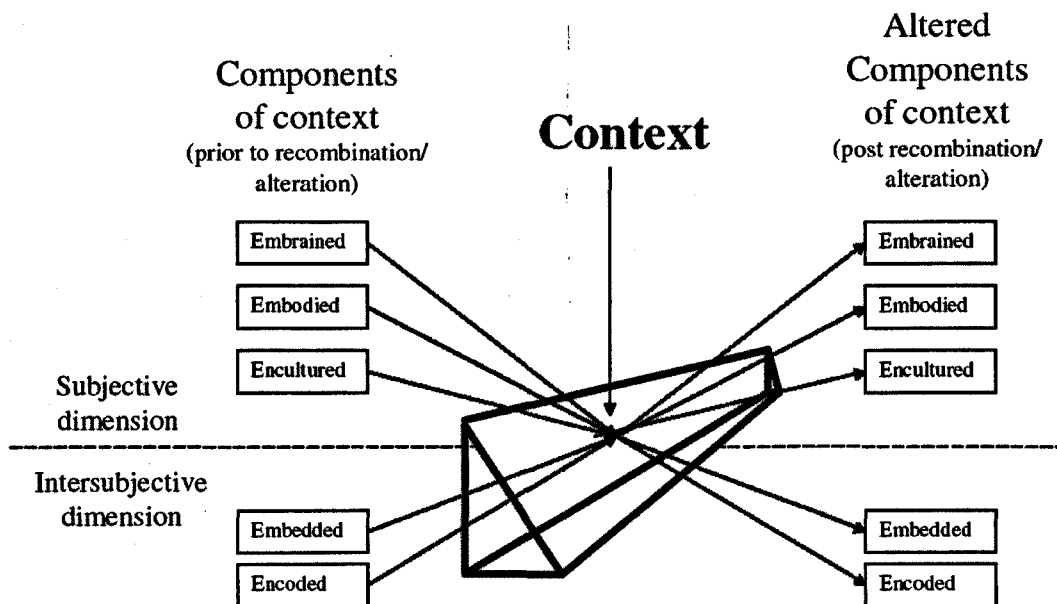 Components
of context
(prior to recombination/
alteration)
Context
Altered
Components
of context
(post recombination/
alteration)
Embrained
Embodied
Encultured
Subjective
dimension
Intersubjective
dimension
Embedded
Encoded
Embrained
Embodied
Encultured
Embedded
Encoded